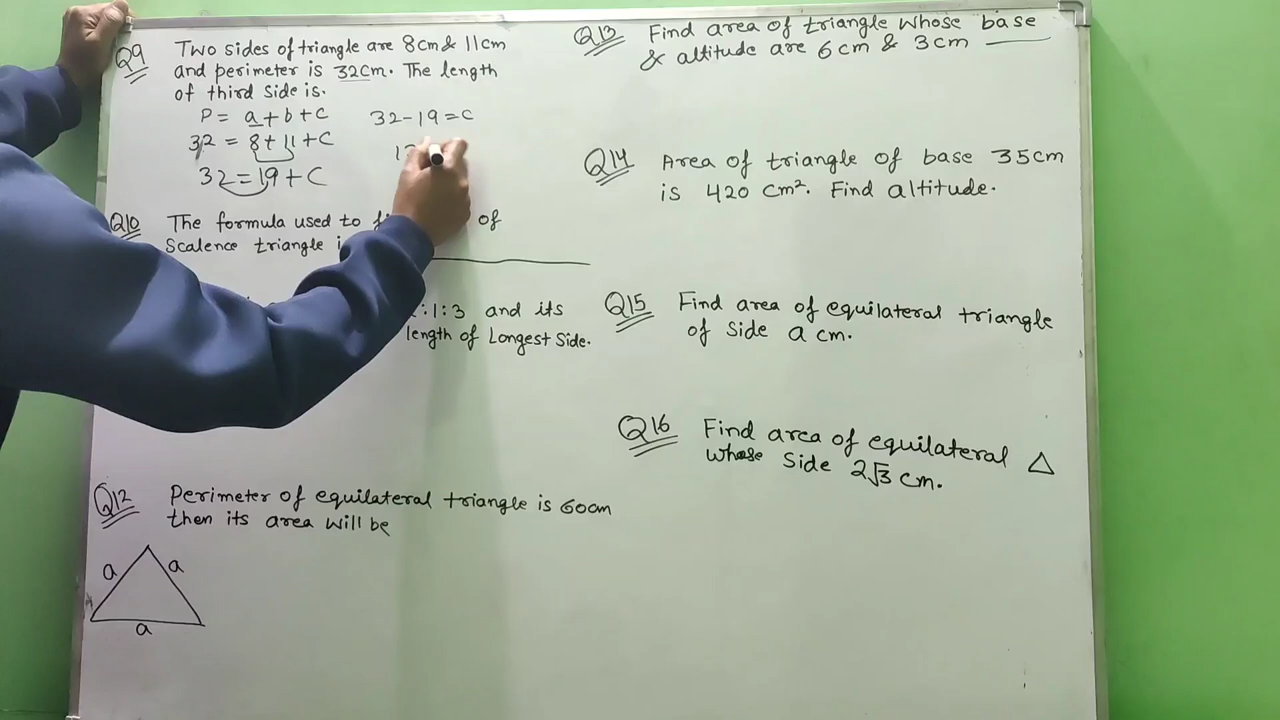 Q9 Two sides of triangle are 8cm & 11cm
and perimeter is 32cm. The length
of third side is.
P = a + b + c
32 = 8 + 11 + c
32 = 19 + c
32 - 19 = c
Q10 The formula used to of
Scalence triangle
:1:3 and its
length of Longest Side.
Q12 Perimeter of equilateral triangle is 60cm
then its area will be
a a
a
Q13 Find area of triangle whose base
& altitude are 6cm & 3cm
Q14 Area of triangle of base 35cm
is 420 cm². Find altitude.
Q15 Find area of equilateral triangle
of side a cm.
Q16 Find area of equilateral △
whose side 2√3 cm.